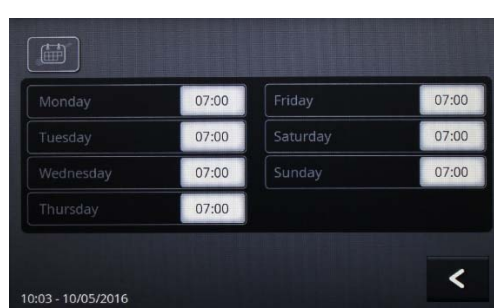 Monday 07:00 Friday 07:00
Tuesday 07:00 Saturday 07:00
Wednesday 07:00 Sunday 07:00
Thursday 07:00
10:03 - 10/05/2016